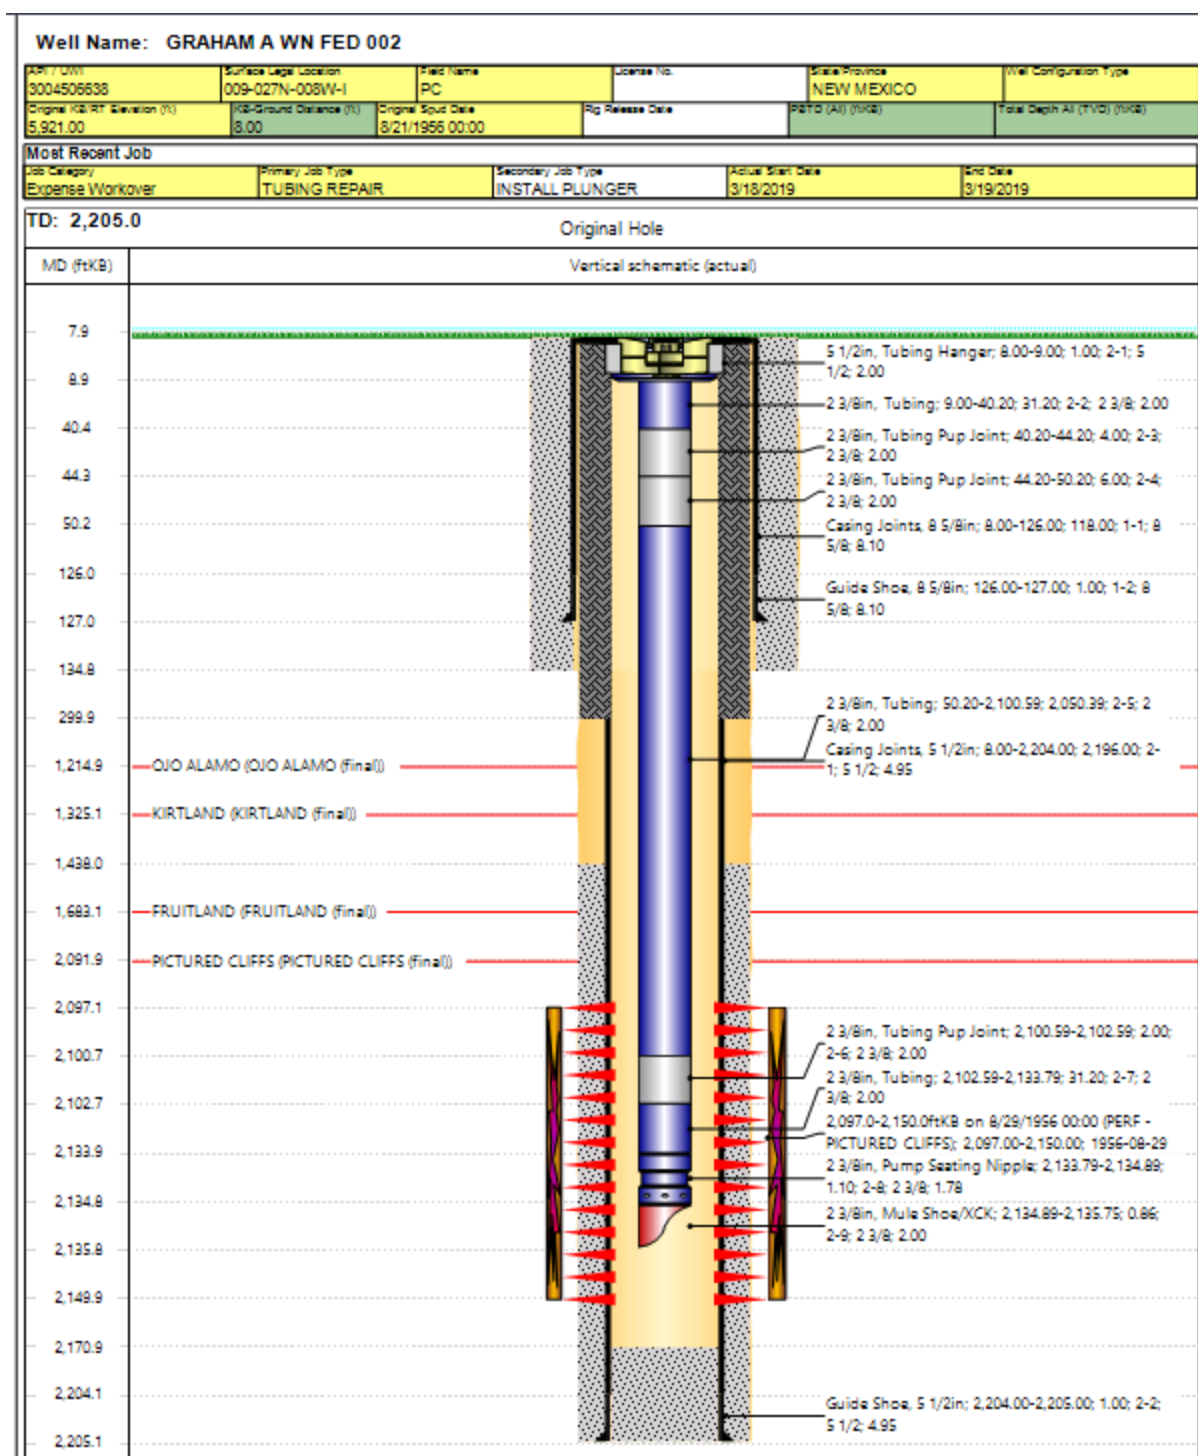 Well Name: GRAHAM A WN FED 002
API / UWI Surface Legal Location Field Name License No. State/Province Well Configuration Type
3004506638 009-027N-008W-I PC NEW MEXICO
Original KB/RT Elevation (ft) KB-Ground Distance (ft) Original Spud Date Rig Release Date PBTD (All) (ftKB) Total Depth All (TVD) (ftKB)
5,921.00 8.00 8/21/1956 00:00
Most Recent Job
Job Category Primary Job Type Secondary Job Type Actual Start Date End Date
Expense Workover TUBING REPAIR INSTALL PLUNGER 3/18/2019 3/19/2019
TD: 2,205.0 Original Hole
MD (ftKB) Vertical schematic (actual)
7.9
5 1/2in, Tubing Hanger; 8.00-9.00; 1.00; 2-1; 5
1/2; 2.00
8.9
2 3/8in, Tubing; 9.00-40.20; 31.20; 2-2; 2 3/8; 2.00
40.4
2 3/8in, Tubing Pup Joint; 40.20-44.20; 4.00; 2-3;
2 3/8; 2.00
44.3
2 3/8in, Tubing Pup Joint; 44.20-50.20; 6.00; 2-4;
2 3/8; 2.00
50.2
Casing Joints, 8 5/8in; 8.00-126.00; 118.00; 1-1; 8
5/8; 8.10
126.0
Guide Shoe, 8 5/8in; 126.00-127.00; 1.00; 1-2; 8
5/8; 8.10
127.0
134.8
2 3/8in, Tubing; 50.20-2,100.59; 2,050.39; 2-5; 2
3/8; 2.00
299.9
Casing Joints, 5 1/2in; 8.00-2,204.00; 2,196.00; 2-
1; 5 1/2; 4.95
1,214.9 OJO ALAMO (OJO ALAMO (final))
1,325.1 KIRTLAND (KIRTLAND (final))
1,438.0
1,683.1 FRUITLAND (FRUITLAND (final))
2,091.9 PICTURED CLIFFS (PICTURED CLIFFS (final))
2,097.1
2 3/8in, Tubing Pup Joint; 2,100.59-2,102.59; 2.00;
2-6; 2 3/8; 2.00
2,100.7
2 3/8in, Tubing; 2,102.59-2,133.79; 31.20; 2-7; 2
3/8; 2.00
2,102.7
2,097.0-2,150.0ftKB on 8/29/1956 00:00 (PERF -
PICTURED CLIFFS); 2,097.00-2,150.00; 1956-08-29
2,133.9
2 3/8in, Pump Seating Nipple; 2,133.79-2,134.89;
1.10; 2-8; 2 3/8; 1.78
2,134.8
2 3/8in, Mule Shoe/XCK; 2,134.89-2,135.75; 0.86;
2-9; 2 3/8; 2.00
2,135.8
2,149.9
2,170.9
2,204.1
Guide Shoe, 5 1/2in; 2,204.00-2,205.00; 1.00; 2-2;
5 1/2; 4.95
2,205.1